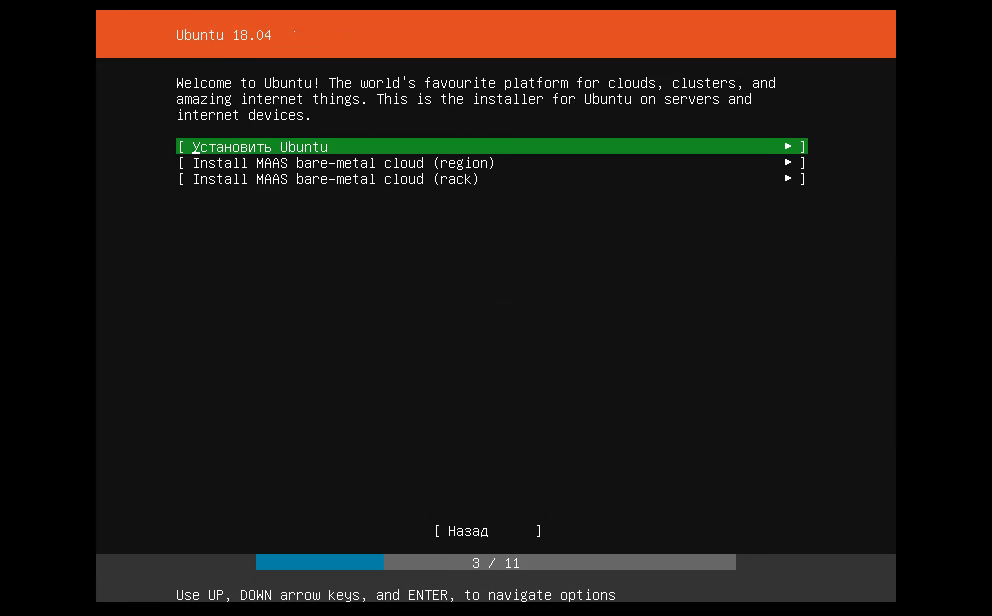 Ubuntu 18.04
Welcome to Ubuntu! The world's favourite platform for clouds, clusters, and
amazing internet things. This is the installer for Ubuntu on servers and
internet devices.
[ Установить Ubuntu ► ]
[ Install MAAS bare-metal cloud (region) ► ]
[ Install MAAS bare-metal cloud (rack) ► ]
[ Назад ]
3 / 11
Use UP, DOWN arrow keys, and ENTER, to navigate options